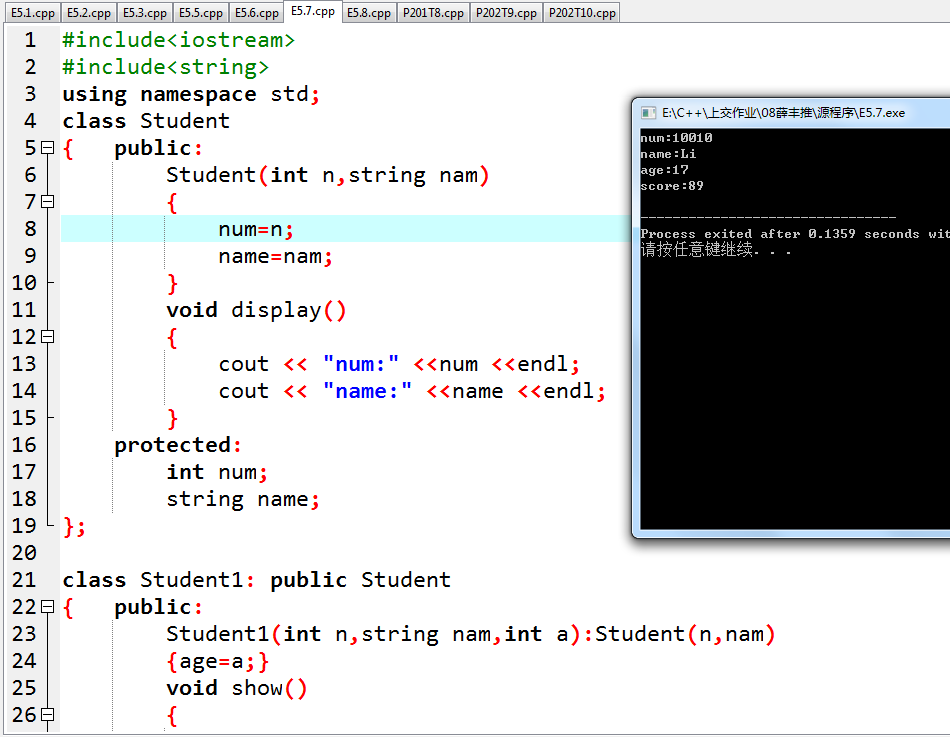 E5.1.cpp E5.2.cpp E5.3.cpp E5.5.cpp E5.6.cpp E5.7.cpp E5.8.cpp P201T8.cpp P202T9.cpp P202T10.cpp
1 #include<iostream>
2 #include<string>
3 using namespace std;
4 class Student
5 { public:
6 Student(int n,string nam)
7 {
8 num=n;
9 name=nam;
10 }
11 void display()
12 {
13 cout << "num:" <<num <<endl;
14 cout << "name:" <<name <<endl;
15 }
16 protected:
17 int num;
18 string name;
19 };
20
21 class Student1: public Student
22 { public:
23 Student1(int n,string nam,int a):Student(n,nam)
24 {age=a;}
25 void show()
26 {
E:\C++\上交作业\08薛丰推\源程序\E5.7.exe
num:10010
name:Li
age:17
score:89
--------------------------------
Process exited after 0.1359 seconds wit
请按任意键继续. . .